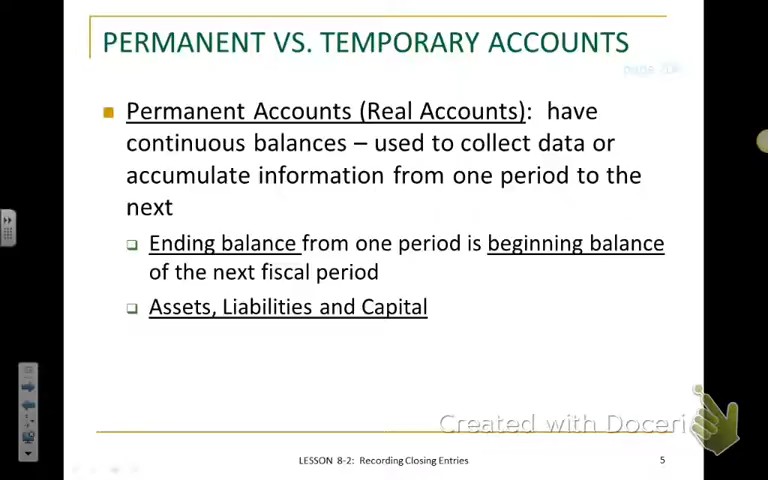 PERMANENT VS. TEMPORARY ACCOUNTS
Permanent Accounts (Real Accounts): have
continuous balances – used to collect data or
accumulate information from one period to the
next
Ending balance from one period is beginning balance
of the next fiscal period
Assets, Liabilities and Capital
Created with Doceri
LESSON 8-2: Recording Closing Entries
5